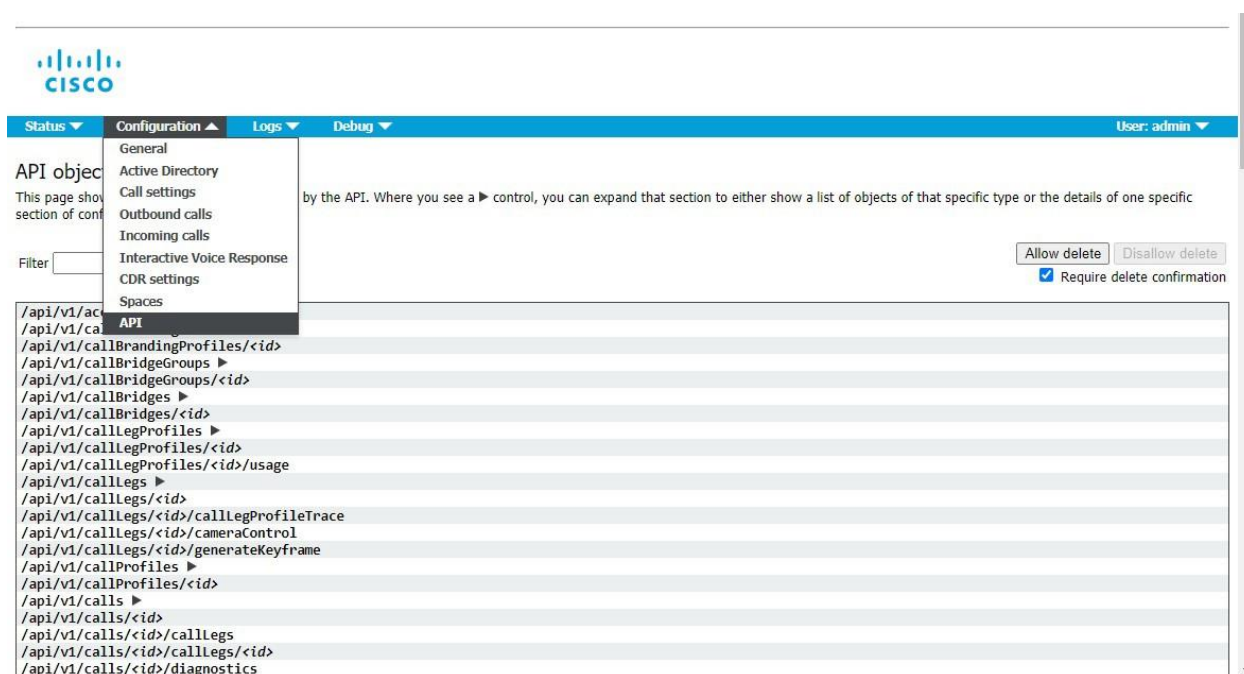 CISCO
Status ▼ Configuration ▲ Logs ▼ Debug ▼ User: admin ▼
General
API objec
Active Directory
This page show by the API. Where you see a ▶ control, you can expand that section to either show a list of objects of that specific type or the details of one specific
Call settings
section of conf
Outbound calls
Incoming calls
Filter
Interactive Voice Response
Allow delete Disallow delete
CDR settings
Require delete confirmation
Spaces
/api/v1/acc
API
/api/v1/cal
/api/v1/callBrandingProfiles/<id>
/api/v1/callBridgeGroups ▶
/api/v1/callBridgeGroups/<id>
/api/v1/callBridges ▶
/api/v1/callBridges/<id>
/api/v1/callLegProfiles ▶
/api/v1/callLegProfiles/<id>
/api/v1/callLegProfiles/<id>/usage
/api/v1/callLegs ▶
/api/v1/callLegs/<id>
/api/v1/callLegs/<id>/callLegProfileTrace
/api/v1/callLegs/<id>/cameraControl
/api/v1/callLegs/<id>/generateKeyframe
/api/v1/callProfiles ▶
/api/v1/callProfiles/<id>
/api/v1/calls ▶
/api/v1/calls/<id>
/api/v1/calls/<id>/callLegs
/api/v1/calls/<id>/callLegs/<id>
/api/v1/calls/<id>/diagnostics